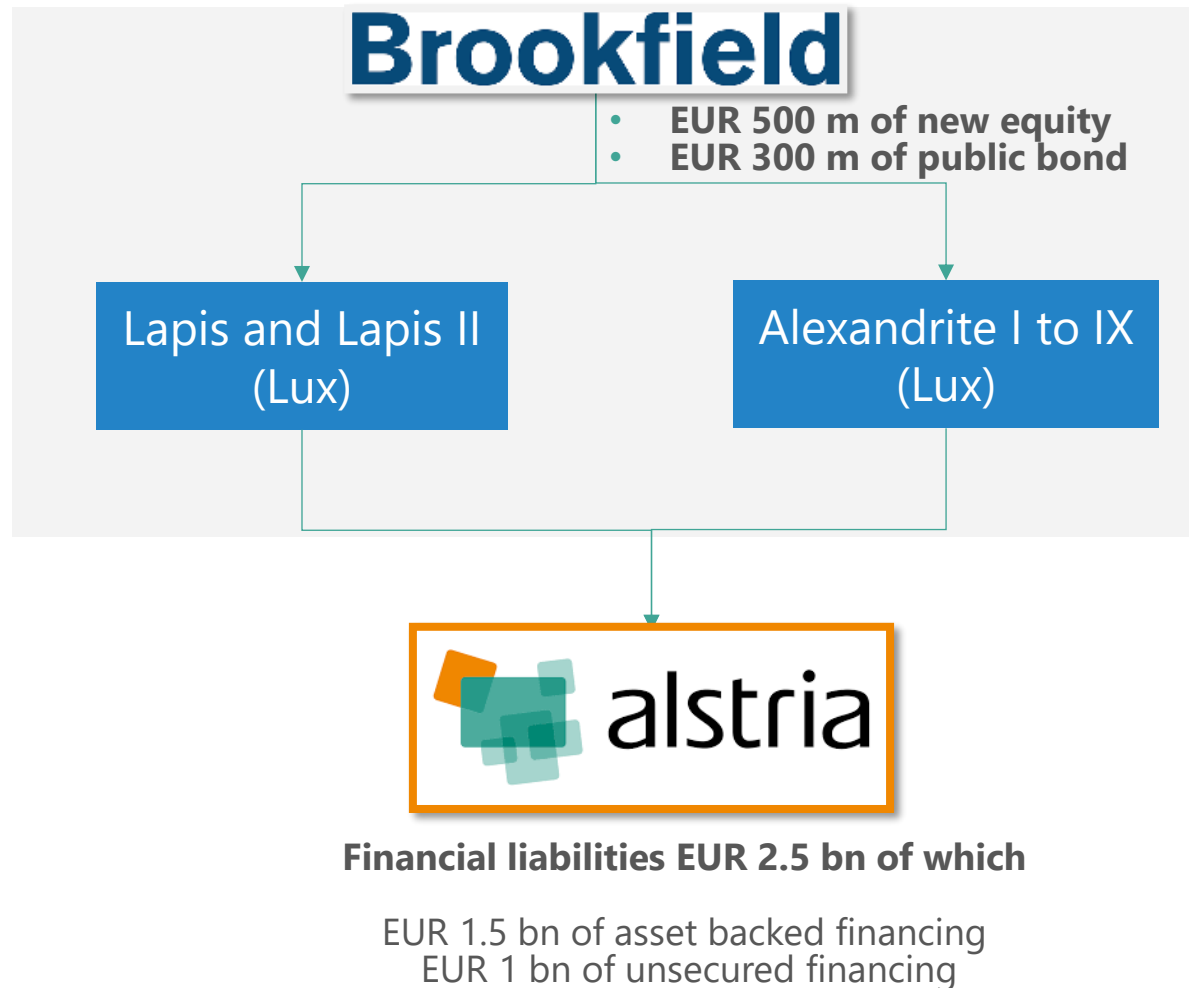 Brookfield
• EUR 500 m of new equity
• EUR 300 m of public bond
Lapis and Lapis II
(Lux)
Alexandrite I to IX
(Lux)
alstria
Financial liabilities EUR 2.5 bn of which
EUR 1.5 bn of asset backed financing
EUR 1 bn of unsecured financing